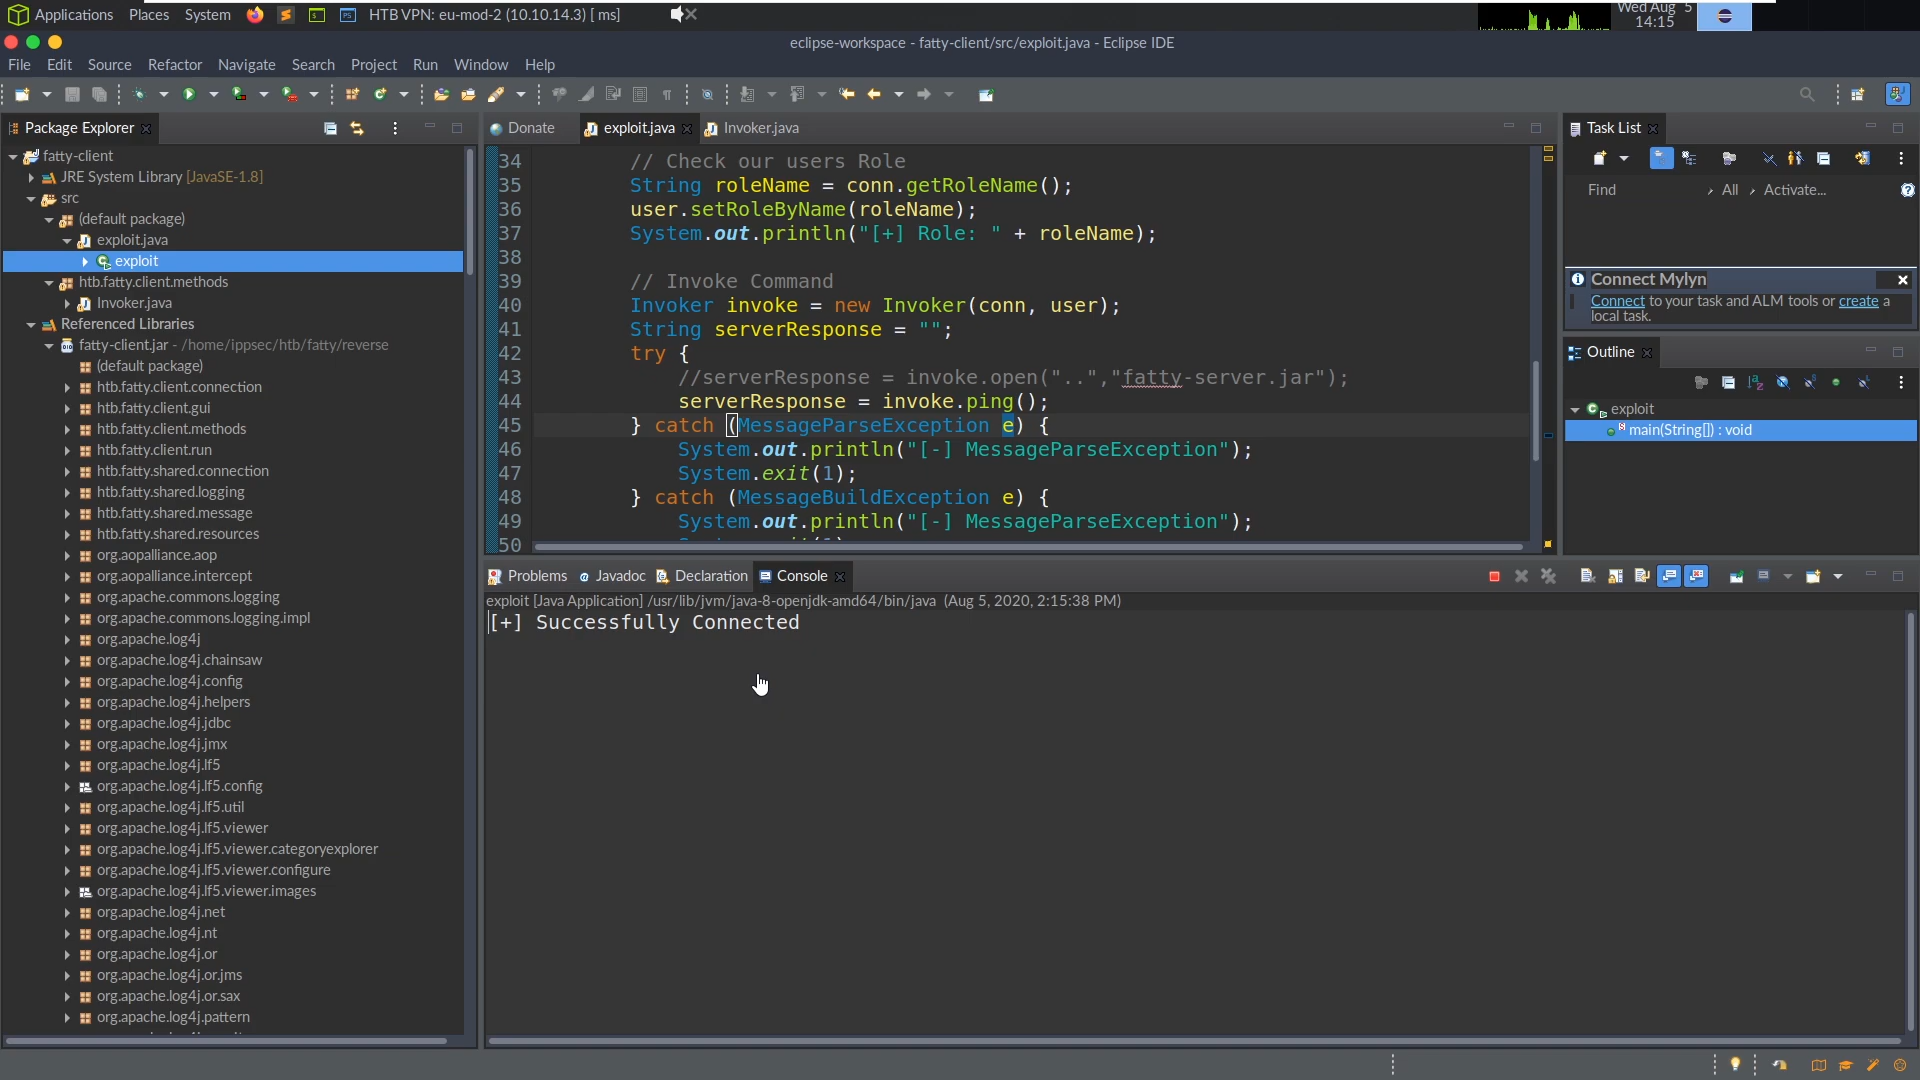 Applications Places System HTB VPN: eu-mod-2 (10.10.14.3) [ ms]
Wed Aug 5
14:15
eclipse-workspace - fatty-client/src/exploit.java - Eclipse IDE
File Edit Source Refactor Navigate Search Project Run Window Help
Package Explorer
fatty-client
JRE System Library [JavaSE-1.8]
src
(default package)
exploit.java
exploit
htb.fatty.client.methods
Invoker.java
Referenced Libraries
fatty-client.jar - /home/ippsec/htb/fatty/reverse
(default package)
htb.fatty.client.connection
htb.fatty.client.gui
htb.fatty.client.methods
htb.fatty.client.run
htb.fatty.shared.connection
htb.fatty.shared.logging
htb.fatty.shared.message
htb.fatty.shared.resources
org.aopalliance.aop
org.aopalliance.intercept
org.apache.commons.logging
org.apache.commons.logging.impl
org.apache.log4j
org.apache.log4j.chainsaw
org.apache.log4j.config
org.apache.log4j.helpers
org.apache.log4j.jdbc
org.apache.log4j.jmx
org.apache.log4j.lf5
org.apache.log4j.lf5.config
org.apache.log4j.lf5.util
org.apache.log4j.lf5.viewer
org.apache.log4j.lf5.viewer.categoryexplorer
org.apache.log4j.lf5.viewer.configure
org.apache.log4j.lf5.viewer.images
org.apache.log4j.net
org.apache.log4j.nt
org.apache.log4j.or
org.apache.log4j.or.jms
org.apache.log4j.or.sax
org.apache.log4j.pattern
Donate exploit.java Invoker.java
34 // Check our users Role
35 String roleName = conn.getRoleName();
36 user.setRoleByName(roleName);
37 System.out.println("[+] Role: " + roleName);
38
39 // Invoke Command
40 Invoker invoke = new Invoker(conn, user);
41 String serverResponse = "";
42 try {
43 //serverResponse = invoke.open("..","fatty-server.jar");
44 serverResponse = invoke.ping();
45 } catch (MessageParseException e) {
46 System.out.println("[-] MessageParseException");
47 System.exit(1);
48 } catch (MessageBuildException e) {
49 System.out.println("[-] MessageParseException");
50
Problems Javadoc Declaration Console
exploit [Java Application] /usr/lib/jvm/java-8-openjdk-amd64/bin/java (Aug 5, 2020, 2:15:38 PM)
[+] Successfully Connected
Task List
Find All Activate...
Connect Mylyn
Connect to your task and ALM tools or create a
local task.
Outline
exploit
main(String[]) : void